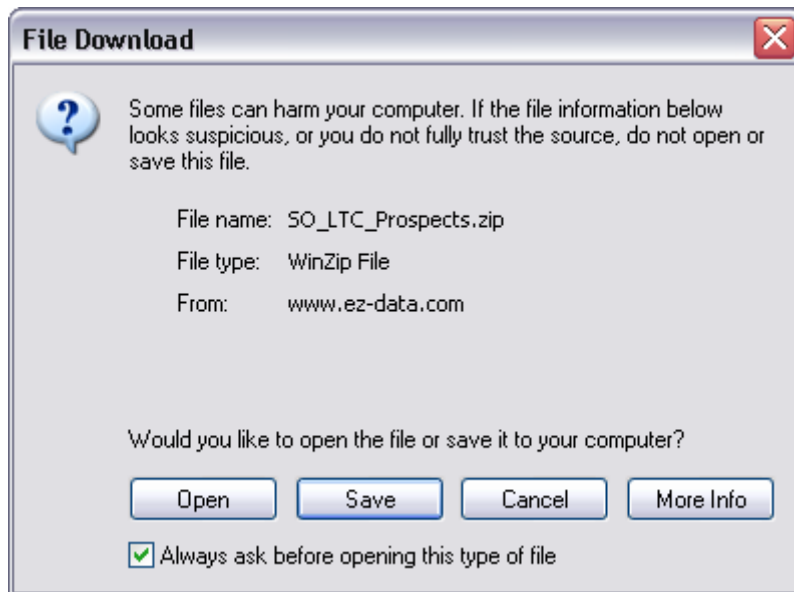 File Download
Some files can harm your computer. If the file information below
looks suspicious, or you do not fully trust the source, do not open or
save this file.
File name: SO_LTC_Prospects.zip
File type: WinZip File
From: www.ez-data.com
Would you like to open the file or save it to your computer?
Open Save Cancel More Info
Always ask before opening this type of file